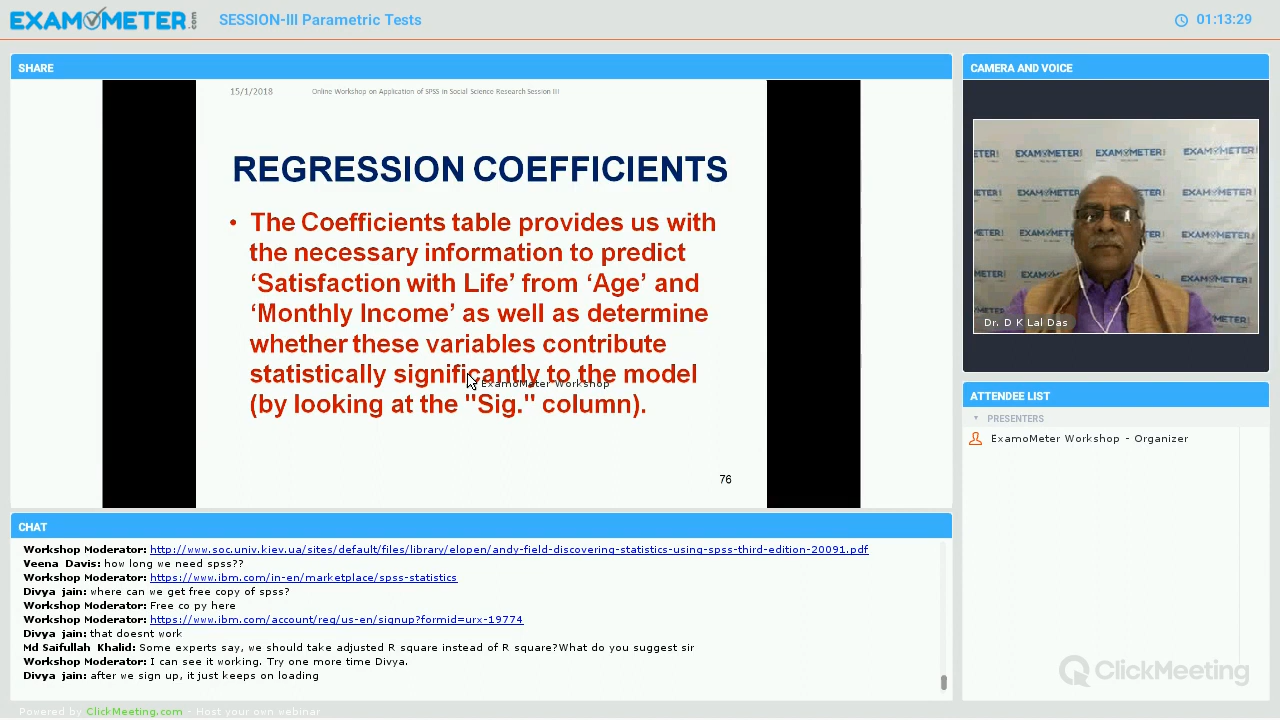 EXAMOMETER.com
SESSION-III Parametric Tests
01:13:29
SHARE
15/1/2018 Online Workshop on Application of SPSS in Social Science Research Session III
REGRESSION COEFFICIENTS
• The Coefficients table provides us with
the necessary information to predict
‘Satisfaction with Life’ from ‘Age’ and
‘Monthly Income’ as well as determine
whether these variables contribute
statistically significantly to the model
ExamoMeter Workshop
(by looking at the "Sig." column).
76
CAMERA AND VOICE
EXAMOMETER
EXAMOMETER
EXAMOMETER
EXAMOMETER
Dr. D K Lal Das
ATTENDEE LIST
PRESENTERS
ExamoMeter Workshop - Organizer
CHAT
Workshop Moderator: http://www.soc.univ.kiev.ua/sites/default/files/library/elopen/andy-field-discovering-statistics-using-spss-third-edition-20091.pdf
Veena Davis: how long we need spss??
Workshop Moderator: https://www.ibm.com/in-en/marketplace/spss-statistics
Divya jain: where can we get free copy of spss?
Workshop Moderator: Free co py here
Workshop Moderator: https://www.ibm.com/account/reg/us-en/signup?formid=urx-19774
Divya jain: that doesnt work
Md Saifullah Khalid: Some experts say, we should take adjusted R square instead of R square?What do you suggest sir
Workshop Moderator: I can see it working. Try one more time Divya.
Divya jain: after we sign up, it just keeps on loading
ClickMeeting
Powered by ClickMeeting.com - Host your own webinar